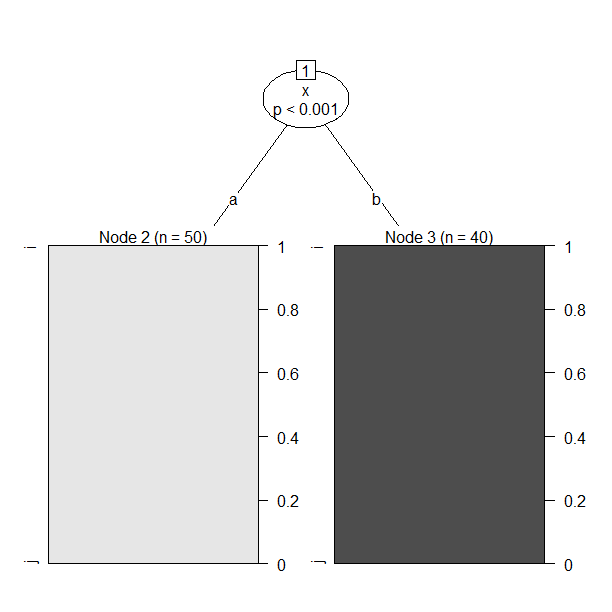 1
x
p < 0.001
a
b
Node 2 (n = 50)
i
j
1
0.8
0.6
0.4
0.2
0
Node 3 (n = 40)
i
j
1
0.8
0.6
0.4
0.2
0